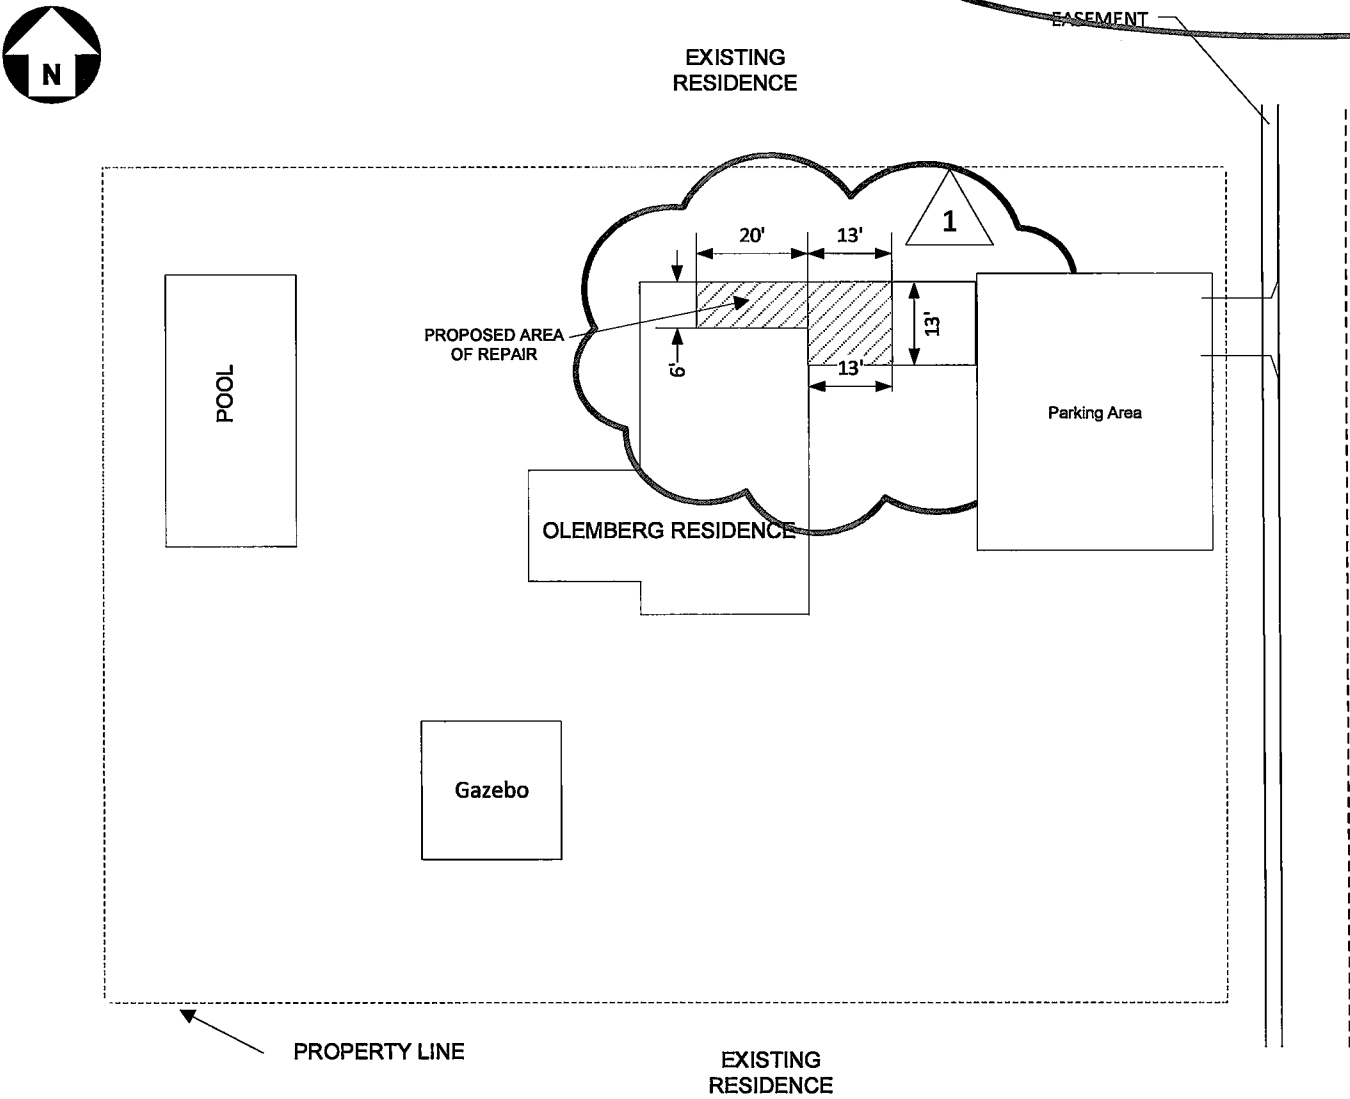 N
EASEMENT
EXISTING
RESIDENCE
1
20'
13'
PROPOSED AREA
OF REPAIR
13'
6'
13'
POOL
Parking Area
OLEMBERG RESIDENCE
Gazebo
PROPERTY LINE
EXISTING
RESIDENCE